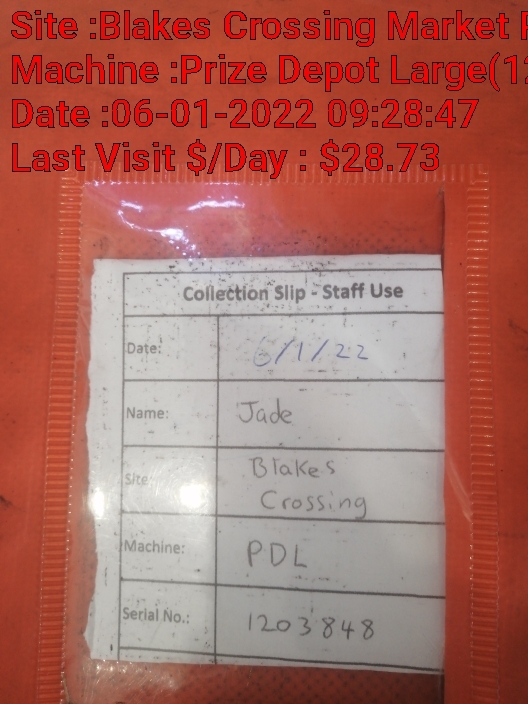 Site :Blakes Crossing Market
Machine :Prize Depot Large(12
Date :06-01-2022 09:28:47
Last Visit $/Day : $28.73
Collection Slip - Staff Use
Date: 6/1/22
Name: Jade
Site: Blakes
Crossing
Machine: PDL
Serial No.: 1203848